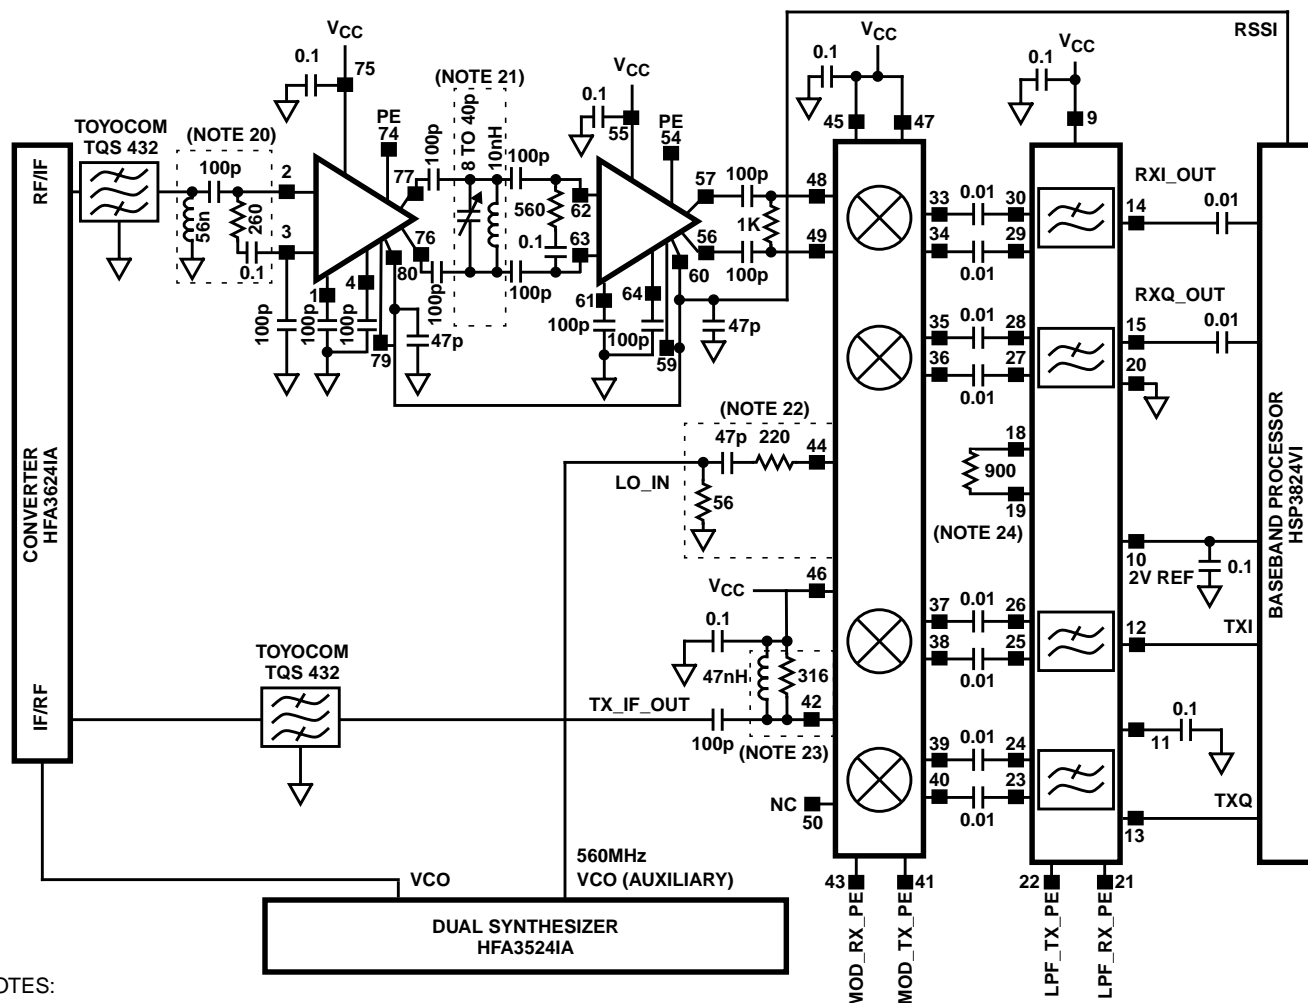 VCC
0.1
75
(NOTE 21)
VCC
0.1
55
PE
74
PE
54
0.1
VCC
45
47
0.1
VCC
9
RSSI
TOYOCOM
TQS 432
(NOTE 20)
100p
2
3
56n
260
0.1
100p
1
100p
4
100p
77
100p
76
100p
80
79
47p
8 TO 40p
10nH
100p
100p
560
0.1
62
63
57
56
60
61
64
59
100p
100p
100p
100p
1K
47p
48
49
33
0.01
30
34
0.01
29
RXI_OUT
14
0.01
35
0.01
28
36
0.01
27
RXQ_OUT
15
0.01
20
RF/IF
CONVERTER
HFA3624IA
IF/RF
(NOTE 22)
47p
220
44
LO_IN
56
18
900
19
(NOTE 24)
10
2V REF
0.1
BASEBAND PROCESSOR
HSP3824VI
VCC
46
0.1
47nH
316
42
(NOTE 23)
37
0.01
26
38
0.01
25
12
TXI
TOYOCOM
TQS 432
TX_IF_OUT
100p
39
0.01
24
40
0.01
23
11
0.1
TXQ
13
NC
50
VCO
560MHz
VCO (AUXILIARY)
DUAL SYNTHESIZER
HFA3524IA
43
41
22
21
MOD_RX_PE
MOD_TX_PE
LPF_TX_PE
LPF_RX_PE
OTES: